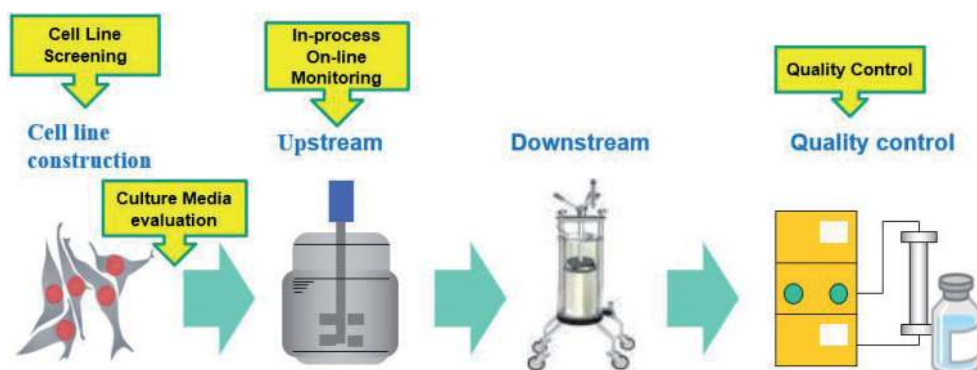 Cell Line
Screening
In-process
On-line
Monitoring
Quality Control
Cell line
construction
Upstream
Downstream
Quality control
Culture Media
evaluation